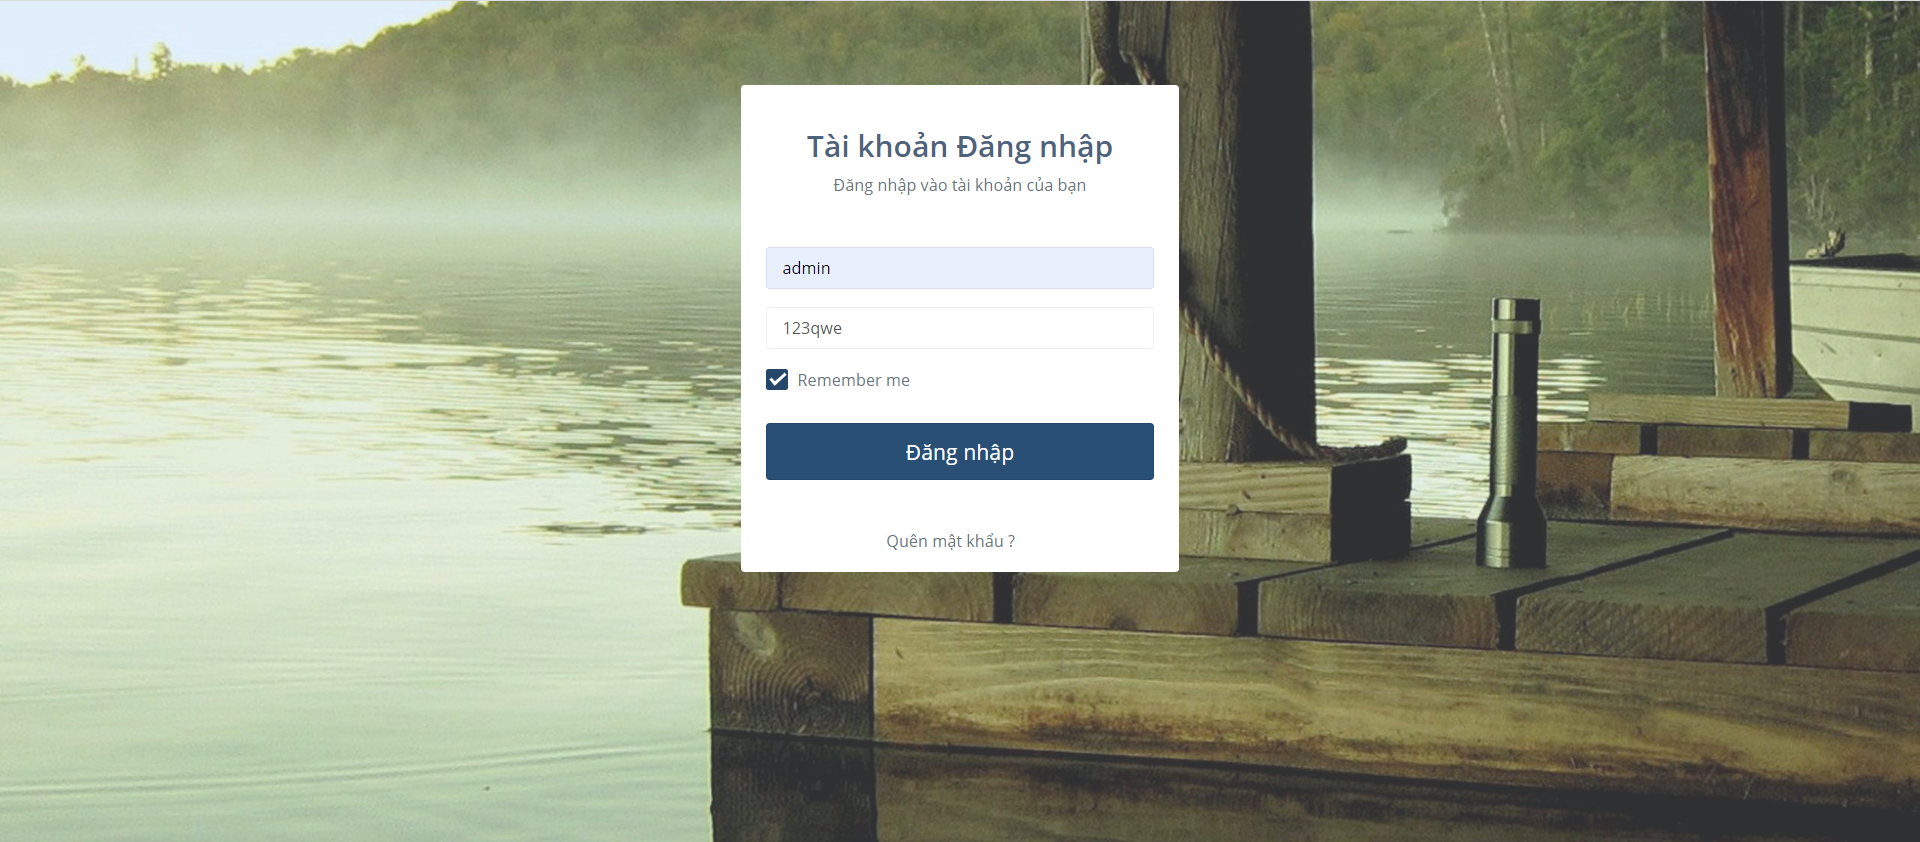 Tài khoản Đăng nhập
Đăng nhập vào tài khoản của bạn
admin
123qwe
Remember me
Đăng nhập
Quên mật khẩu ?